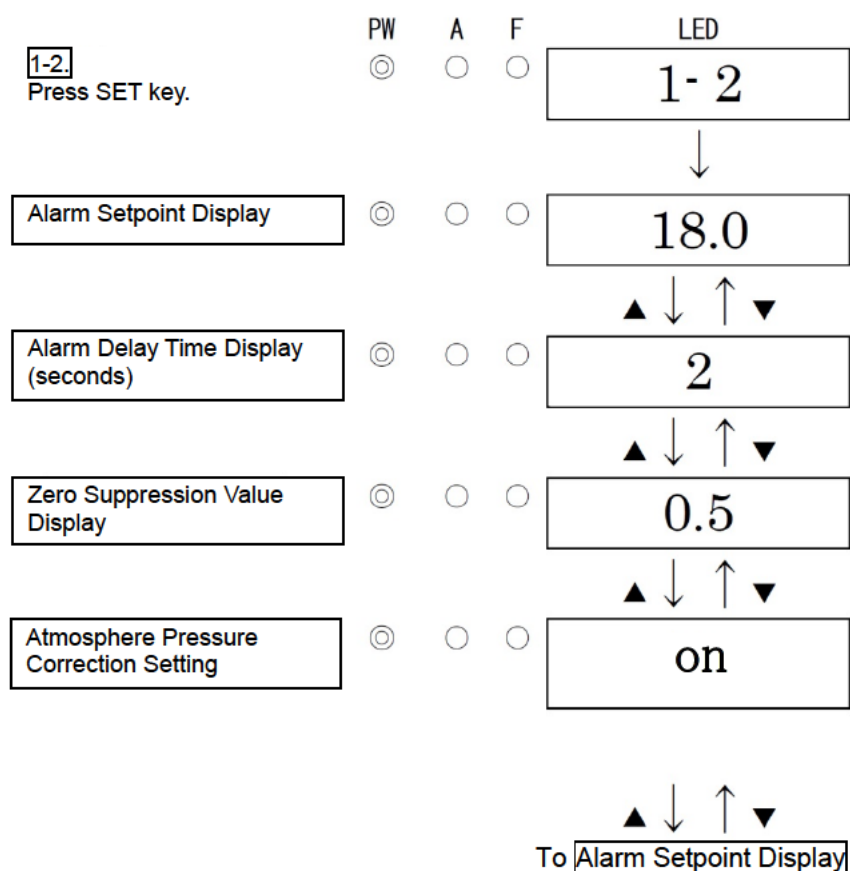 PW A F LED
1-2.
Press SET key.
1- 2
↓
Alarm Setpoint Display
18.0
▲ ↓ ↑ ▼
Alarm Delay Time Display
(seconds)
2
▲ ↓ ↑ ▼
Zero Suppression Value
Display
0.5
▲ ↓ ↑ ▼
Atmosphere Pressure
Correction Setting
on
▲ ↓ ↑ ▼
To Alarm Setpoint Display